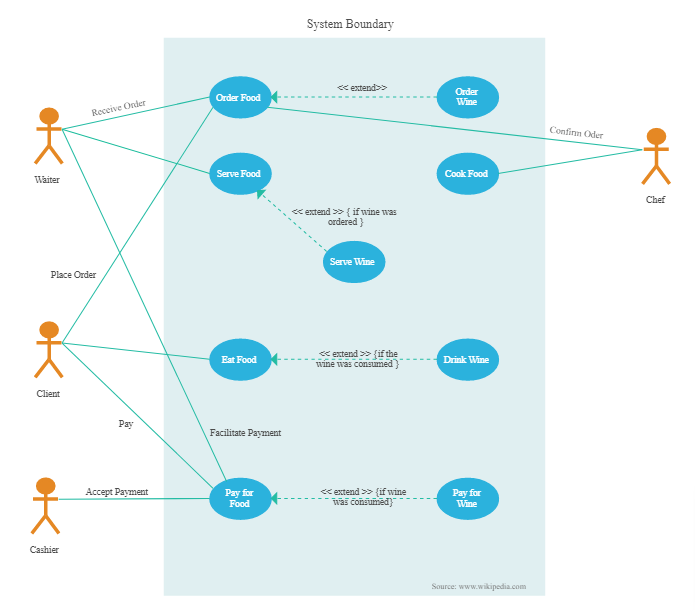 System Boundary
Order Food
<< extend>>
Order
Wine
Receive Order
Confirm Oder
Waiter
Serve Food
Cook Food
Chef
<< extend >> { if wine was
ordered }
Serve Wine
Place Order
Client
Eat Food
<< extend >> {if the
wine was consumed }
Drink Wine
Pay
Facilitate Payment
Accept Payment
Cashier
Pay for
Food
<< extend >> {if wine
was consumed}
Pay for
Wine
Source: www.wikipedia.com